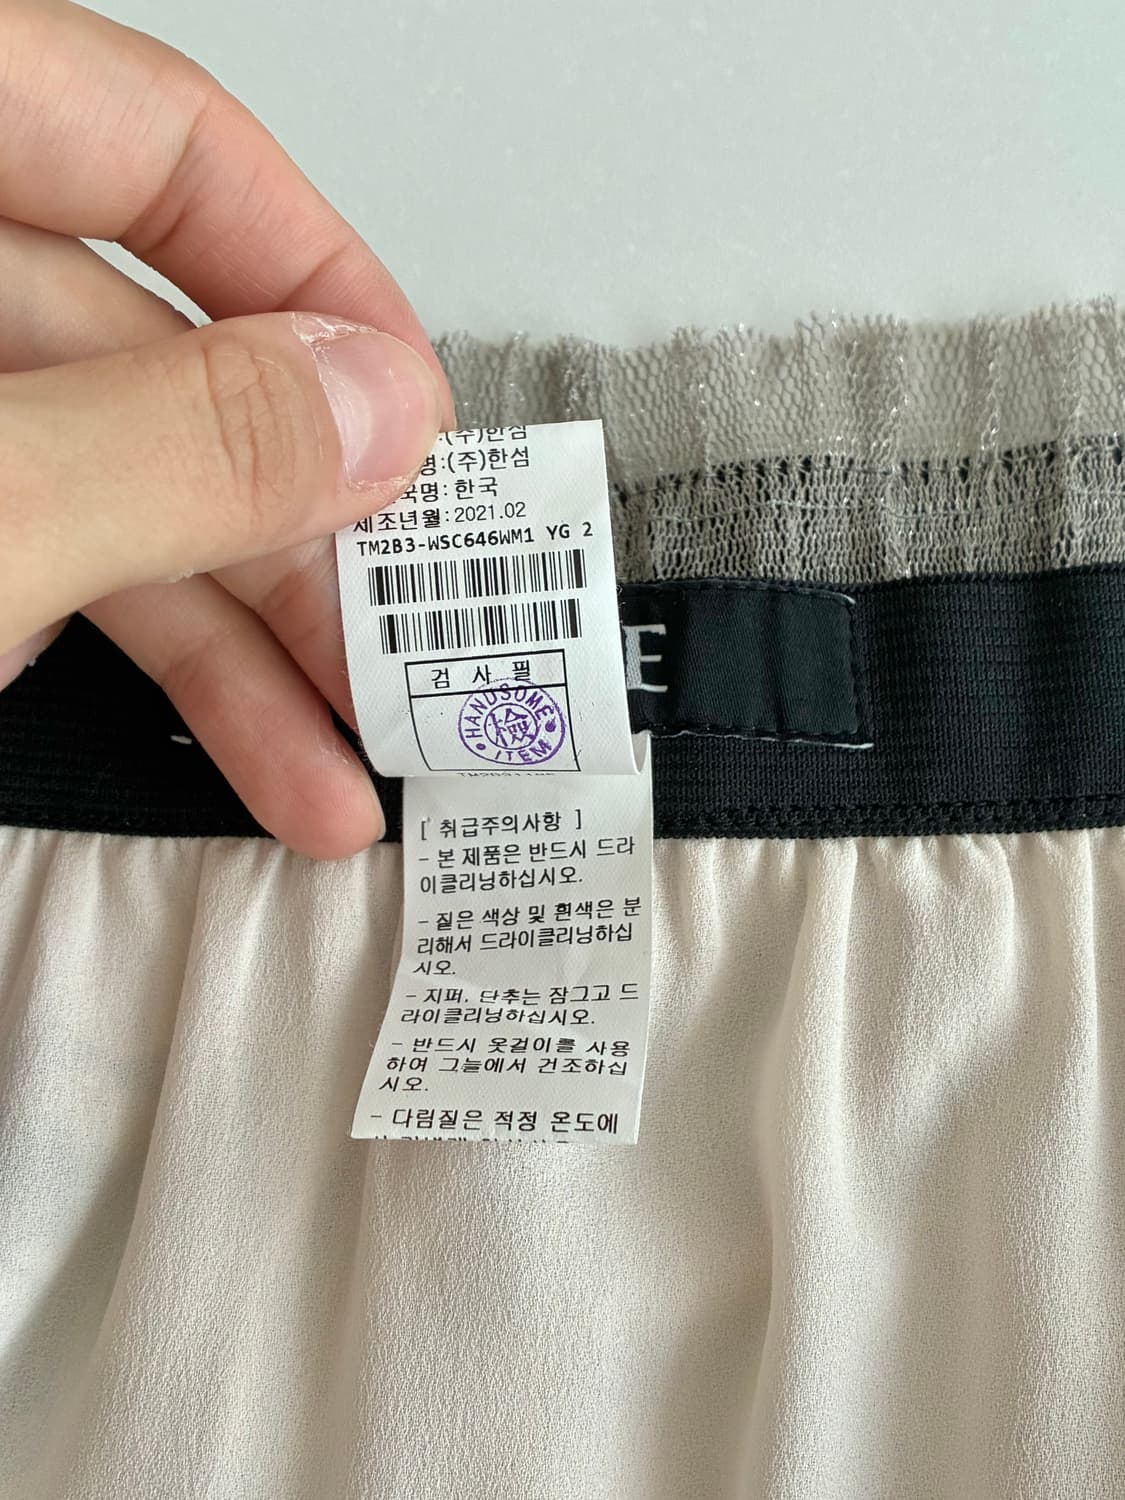 :(주)한섬
명:(주)한섬
국명: 한국
제조년월:2021.02
TM2B3-WSC646WM1 YG 2
검 사 필
HANDSOME
檢
ITEM
E
[ 취급주의사항 ]
- 본 제품은 반드시 드라
이클리닝하십시오.
- 짙은 색상 및 흰색은 분
리해서 드라이클리닝하십
시오.
- 지퍼, 단추는 잠그고 드
라이클리닝하십시오.
- 반드시 옷걸이를 사용
하여 그늘에서 건조하십
시오.
- 다림질은 적정 온도에